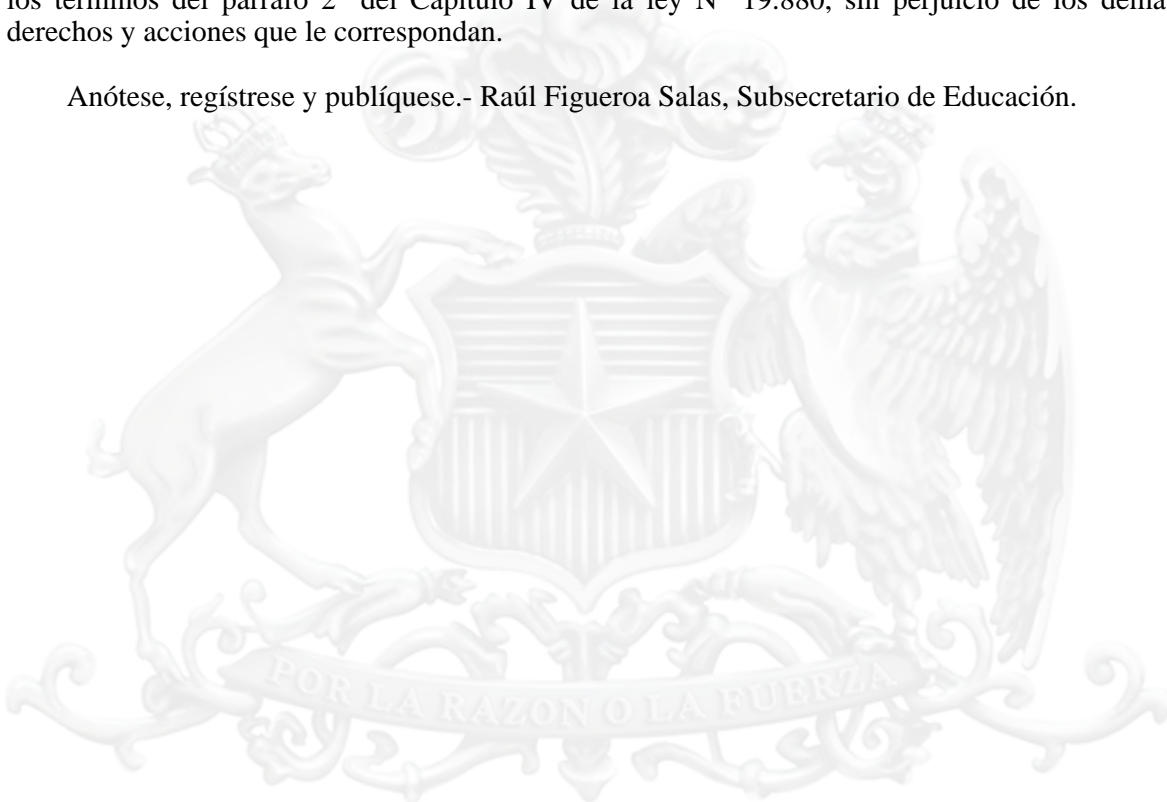 los términos del párrafo 2° del Capítulo IV de la ley N° 19.880, sin perjuicio de los demá
derechos y acciones que le correspondan.
Anótese, regístrese y publíquese.- Raúl Figueroa Salas, Subsecretario de Educación.
POR LA RAZON O LA FUERZA